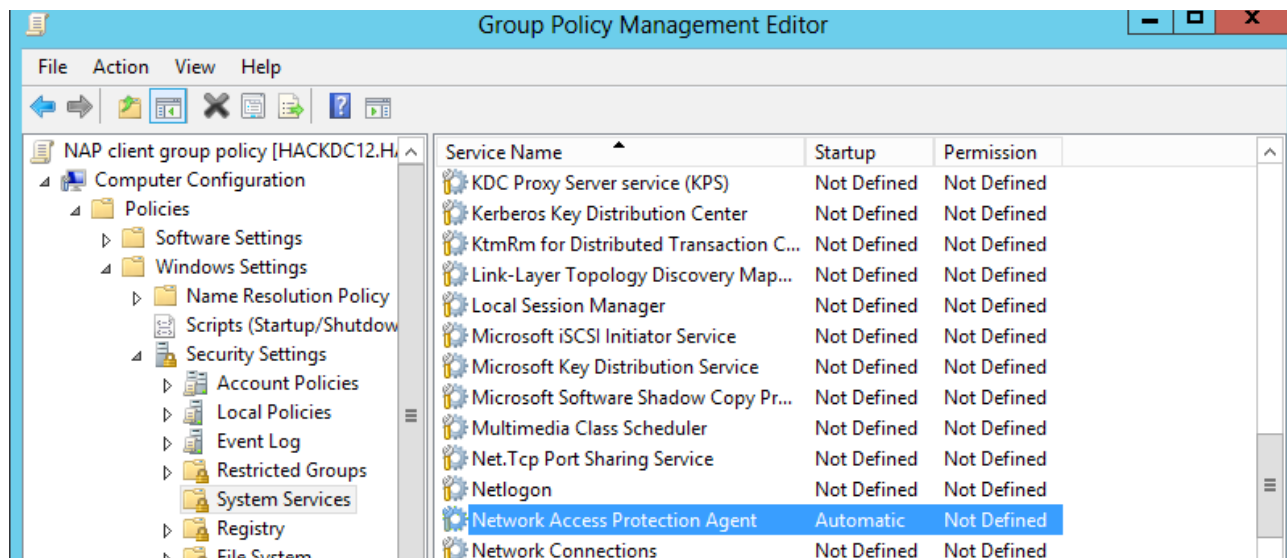 Group Policy Management Editor
File Action View Help
NAP client group policy [HACKDC12.HA
Computer Configuration
Policies
Software Settings
Windows Settings
Name Resolution Policy
Scripts (Startup/Shutdow
Security Settings
Account Policies
Local Policies
Event Log
Restricted Groups
System Services
Registry
File System
Service Name Startup Permission
KDC Proxy Server service (KPS) Not Defined Not Defined
Kerberos Key Distribution Center Not Defined Not Defined
KtmRm for Distributed Transaction C... Not Defined Not Defined
Link-Layer Topology Discovery Map... Not Defined Not Defined
Local Session Manager Not Defined Not Defined
Microsoft iSCSI Initiator Service Not Defined Not Defined
Microsoft Key Distribution Service Not Defined Not Defined
Microsoft Software Shadow Copy Pr... Not Defined Not Defined
Multimedia Class Scheduler Not Defined Not Defined
Net.Tcp Port Sharing Service Not Defined Not Defined
Netlogon Not Defined Not Defined
Network Access Protection Agent Automatic Not Defined
Network Connections Not Defined Not Defined